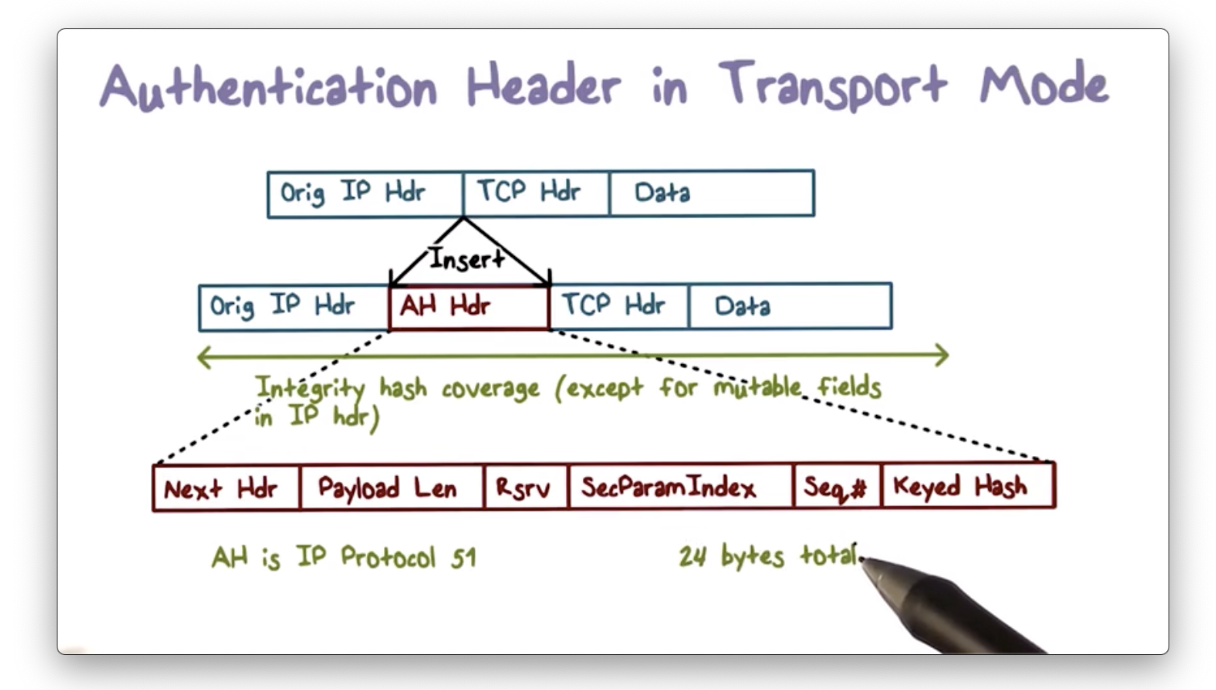 Authentication Header in Transport Mode
Orig IP Hdr TCP Hdr Data
Insert
Orig IP Hdr AH Hdr TCP Hdr Data
Integrity hash coverage (except for mutable fields
in IP hdr)
Next Hdr Payload Len Rsrv SecParamIndex Seq# Keyed Hash
AH is IP Protocol 51 24 bytes total